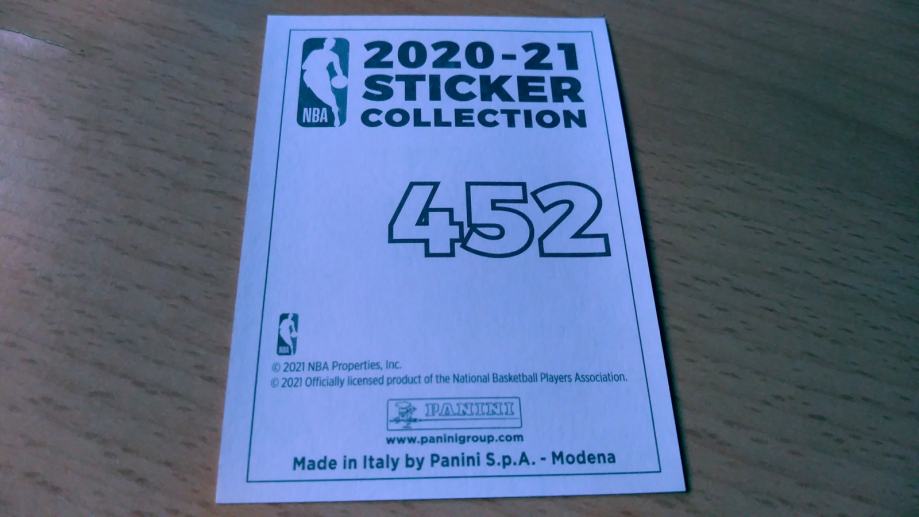 2020-21
STICKER
COLLECTION
NBA
452
NBA
© 2021 NBA Properties, Inc.
© 2021 Officially licensed product of the National Basketball Players Association.
PANINI
www.paninigroup.com
Made in Italy by Panini S.p.A. - Modena